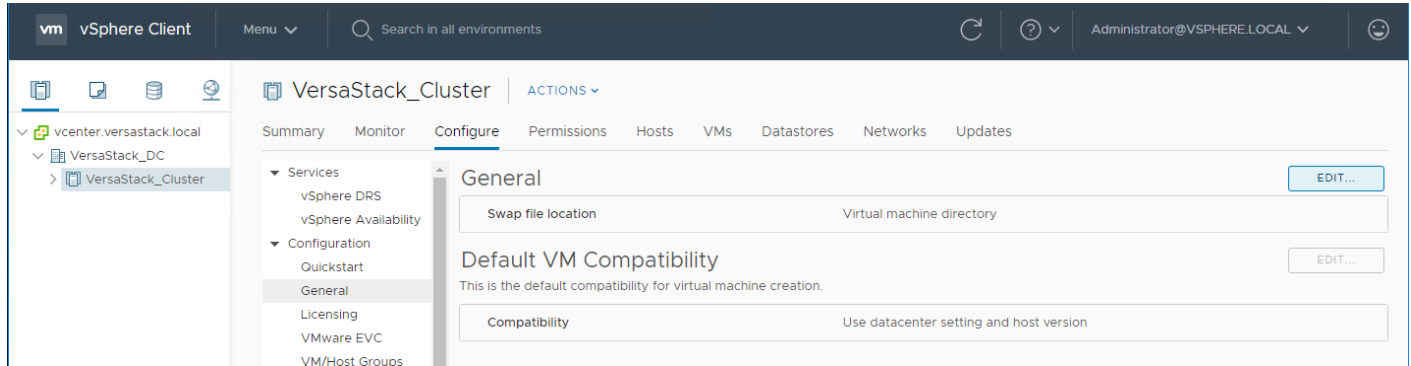 vm vSphere Client Menu Search in all environments Administrator@VSPHERE.LOCAL
VersaStack_Cluster ACTIONS
vcenter.versastack.local
VersaStack_DC
VersaStack_Cluster
Summary Monitor Configure Permissions Hosts VMs Datastores Networks Updates
Services
vSphere DRS
vSphere Availability
Configuration
Quickstart
General
Licensing
VMware EVC
VM/Host Groups
General EDIT...
Swap file location Virtual machine directory
Default VM Compatibility EDIT...
This is the default compatibility for virtual machine creation.
Compatibility Use datacenter setting and host version